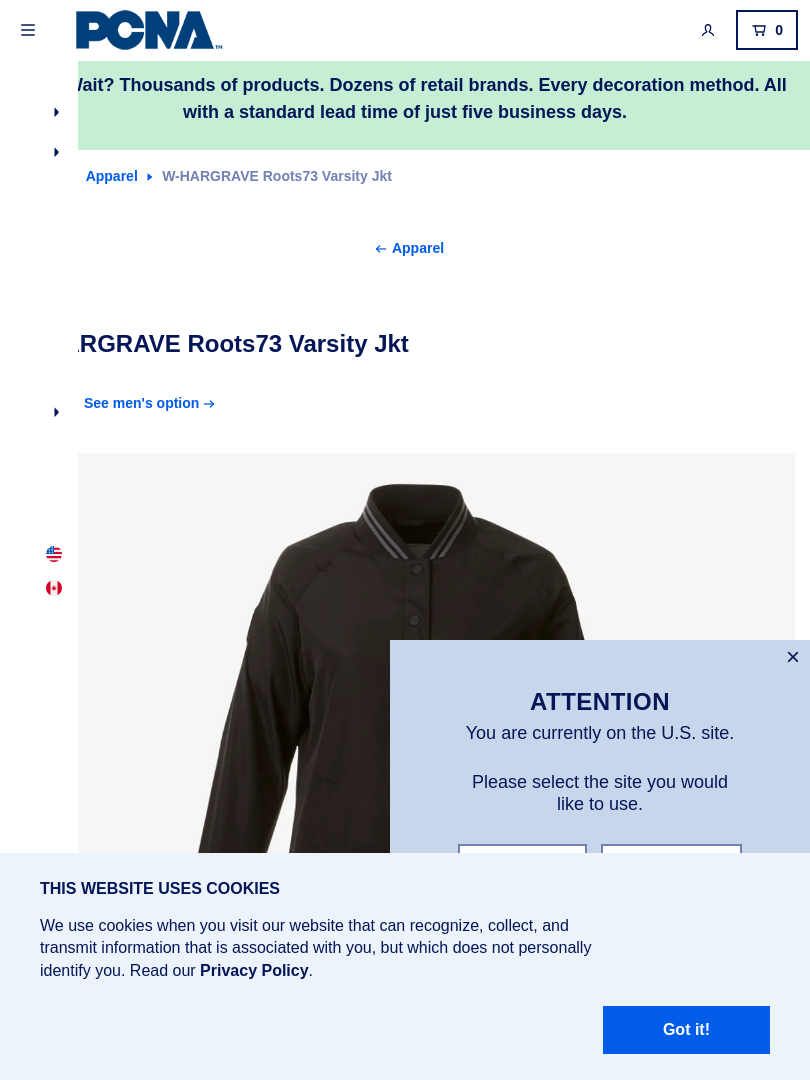 PCNA™
0
Wait? Thousands of products. Dozens of retail brands. Every decoration method. All
with a standard lead time of just five business days.
Apparel W-HARGRAVE Roots73 Varsity Jkt
← Apparel
ARGRAVE Roots73 Varsity Jkt
See men's option →
×
ATTENTION
You are currently on the U.S. site.
Please select the site you would
like to use.
THIS WEBSITE USES COOKIES
We use cookies when you visit our website that can recognize, collect, and
transmit information that is associated with you, but which does not personally
identify you. Read our Privacy Policy.
Got it!